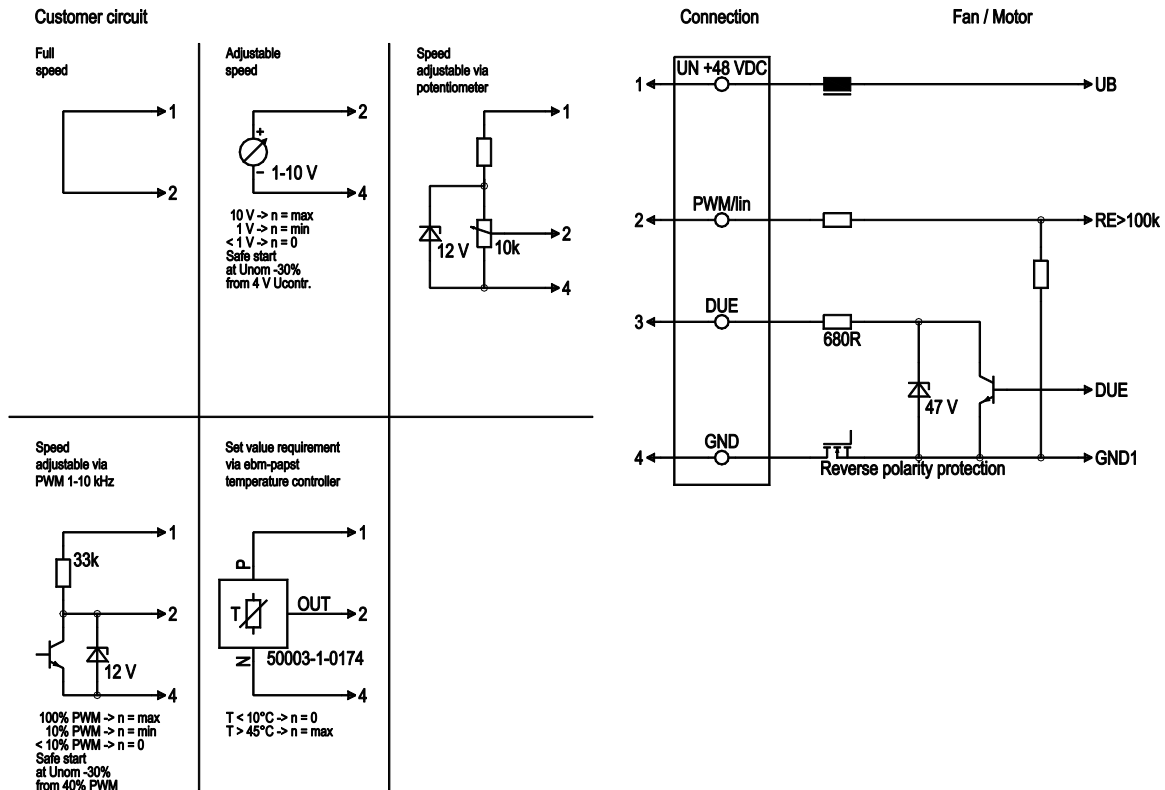 Customer circuit
Full
speed
1
2
Adjustable
speed
2
+
1-10 V
−
4
10 V -> n = max
1 V -> n = min
< 1 V -> n = 0
Safe start
at Unom -30%
from 4 V Ucontr.
Speed
adjustable via
potentiometer
1
2
12 V
10k
4
Speed
adjustable via
PWM 1-10 kHz
1
33k
2
12 V
4
100% PWM -> n = max
10% PWM -> n = min
< 10% PWM -> n = 0
Safe start
at Unom -30%
from 40% PWM
Set value requirement
via ebm-papst
temperature controller
1
P
T
OUT
2
N
50003-1-0174
4
T < 10°C -> n = 0
T > 45°C -> n = max
Connection
Fan / Motor
UN +48 VDC
1
UB
PWM/lin
2
RE>100k
DUE
3
680R
47 V
DUE
GND
4
GND1
Reverse polarity protection